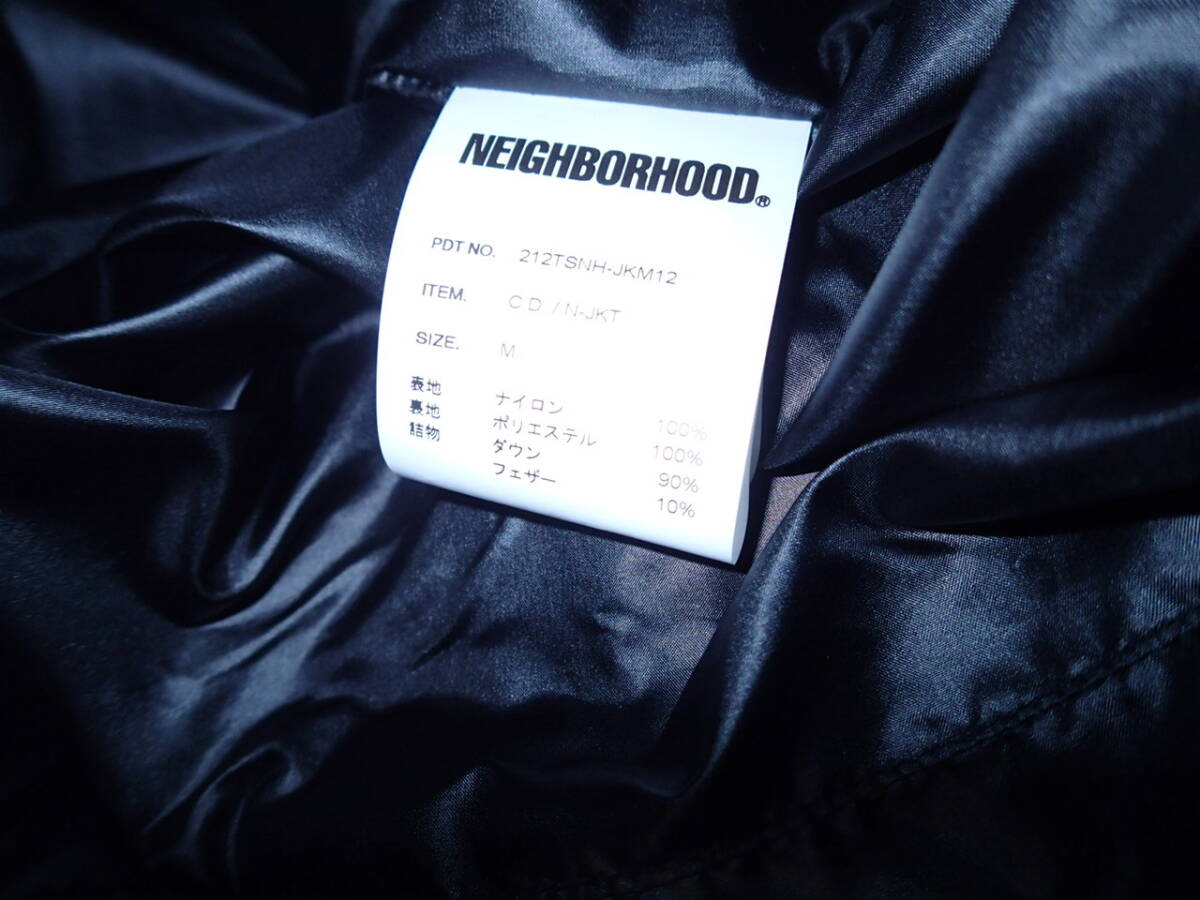 NEIGHBORHOOD®
PDT NO. 212TSNH-JKM12
ITEM. C D. / N-JKT
SIZE. M
表地 ナイロン 100%
裏地 ポリエステル 100%
詰物 ダウン 90%
フェザー 10%